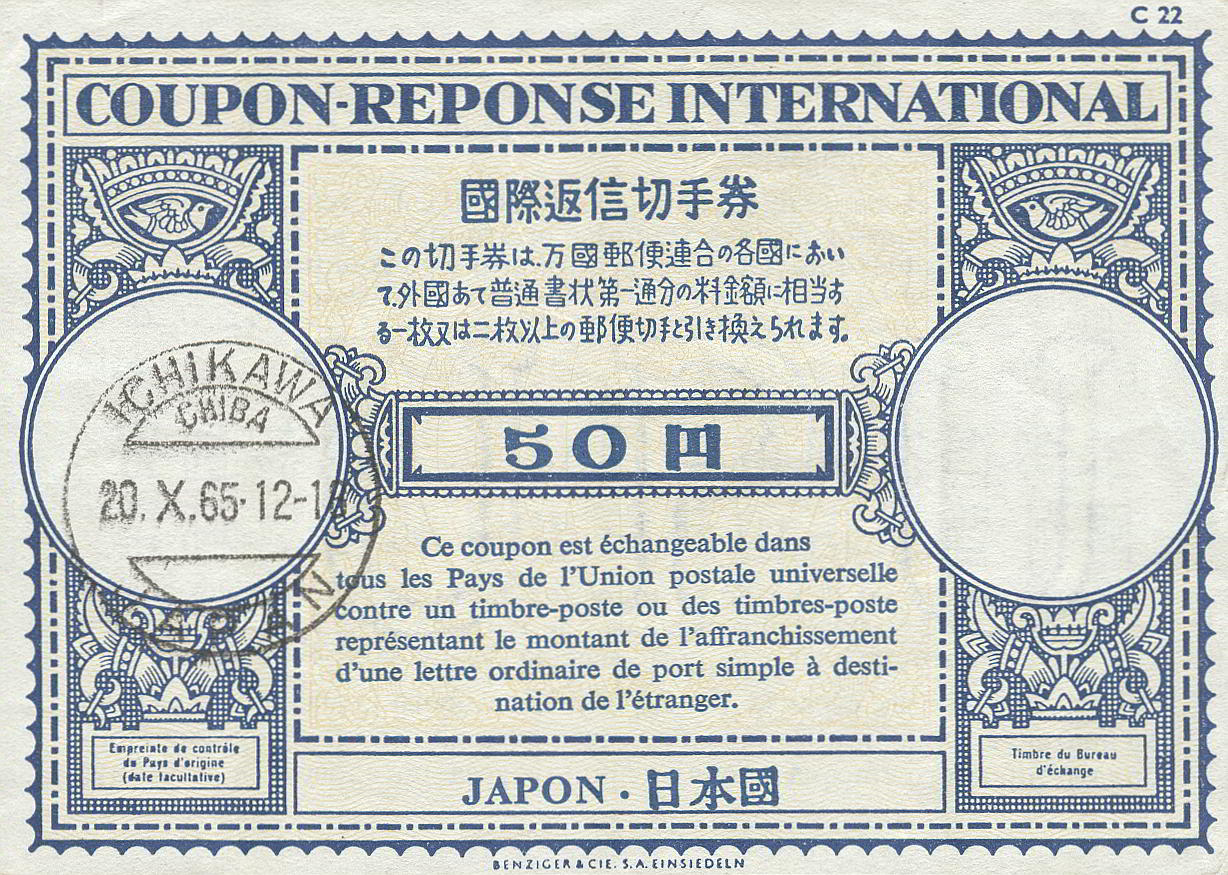 C 22
COUPON-REPONSE INTERNATIONAL
國際返信切手券
この切手券は、万國郵便連合の各國におい
て、外國あて普通書状第一通分の料金額に相当す
る一枚又は二枚以上の郵便切手と引き換えられます。
50円
ICHIKAWA
CHIBA
20.X.65-12-18
JAPAN
Ce coupon est échangeable dans
tous les Pays de l'Union postale universelle
contre un timbre-poste ou des timbres-poste
représentant le montant de l'affranchissement
d'une lettre ordinaire de port simple à desti-
nation de l'étranger.
Empreinte de contrôle
du Pays d'origine
(date facultative)
Timbre du Bureau
d'échange
JAPON · 日本國
BENZIGER & CIE. S.A. EINSIEDELN